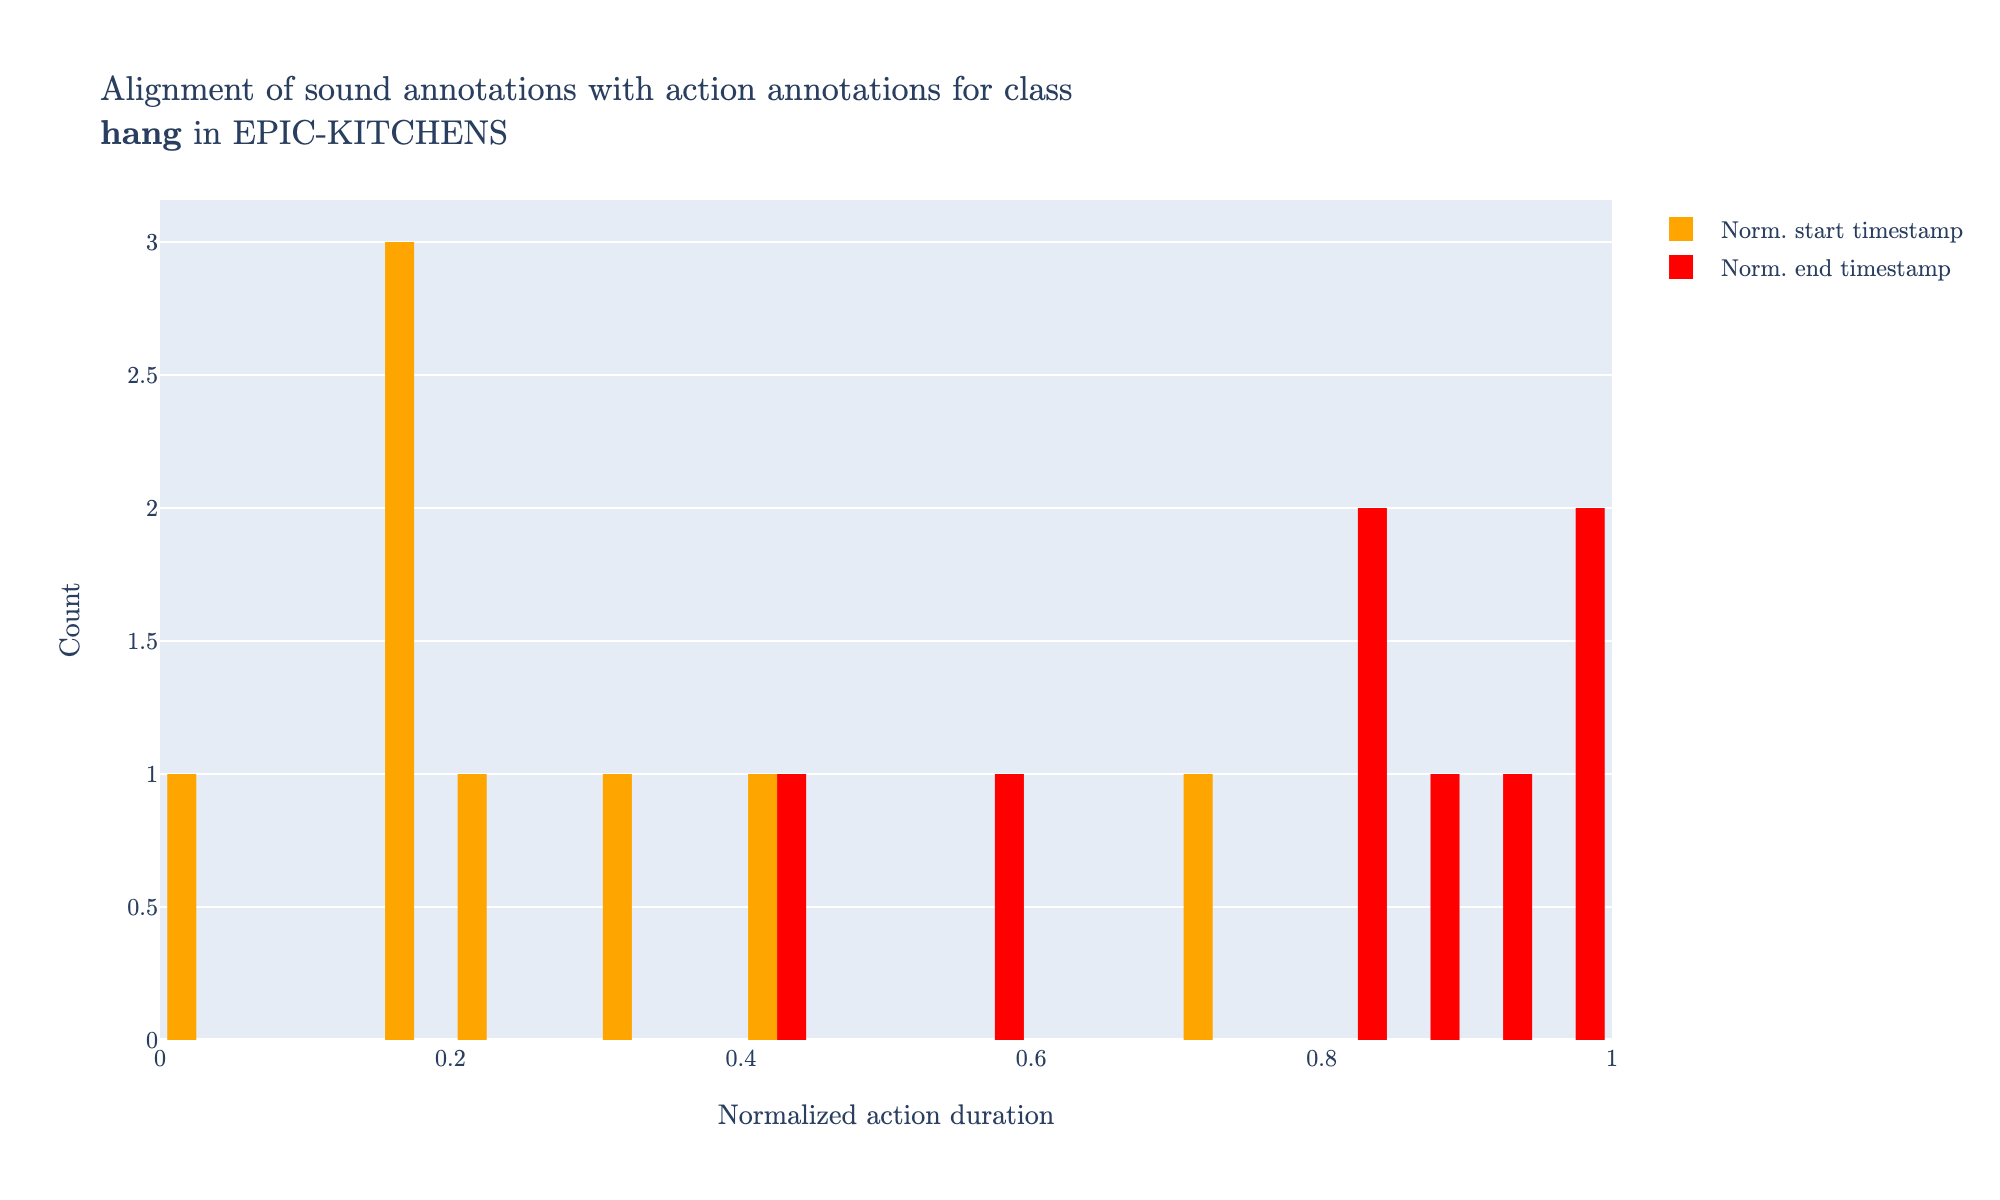 Alignment of sound annotations with action annotations for class
hang in EPIC-KITCHENS
Norm. start timestamp
Norm. end timestamp
3
2.5
2
1.5
1
0.5
0
Count
0 0.2 0.4 0.6 0.8 1
Normalized action duration